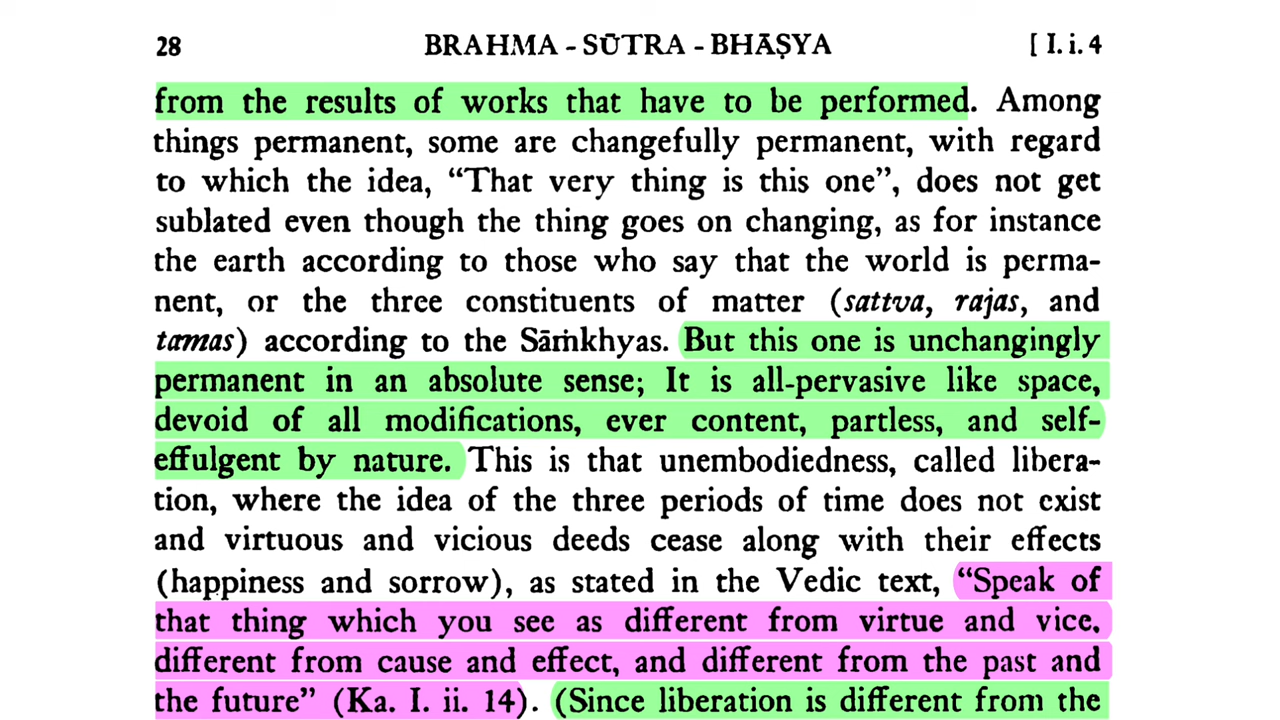 28 BRAHMA - SŪTRA - BHĀṢYA [ I. i. 4
from the results of works that have to be performed. Among
things permanent, some are changefully permanent, with regard
to which the idea, “That very thing is this one”, does not get
sublated even though the thing goes on changing, as for instance
the earth according to those who say that the world is perma-
nent, or the three constituents of matter (sattva, rajas, and
tamas) according to the Sāṁkhyas. But this one is unchangingly
permanent in an absolute sense; It is all-pervasive like space,
devoid of all modifications, ever content, partless, and self-
effulgent by nature. This is that unembodiedness, called libera-
tion, where the idea of the three periods of time does not exist
and virtuous and vicious deeds cease along with their effects
(happiness and sorrow), as stated in the Vedic text, “Speak of
that thing which you see as different from virtue and vice,
different from cause and effect, and different from the past and
the future” (Ka. I. ii. 14). (Since liberation is different from the